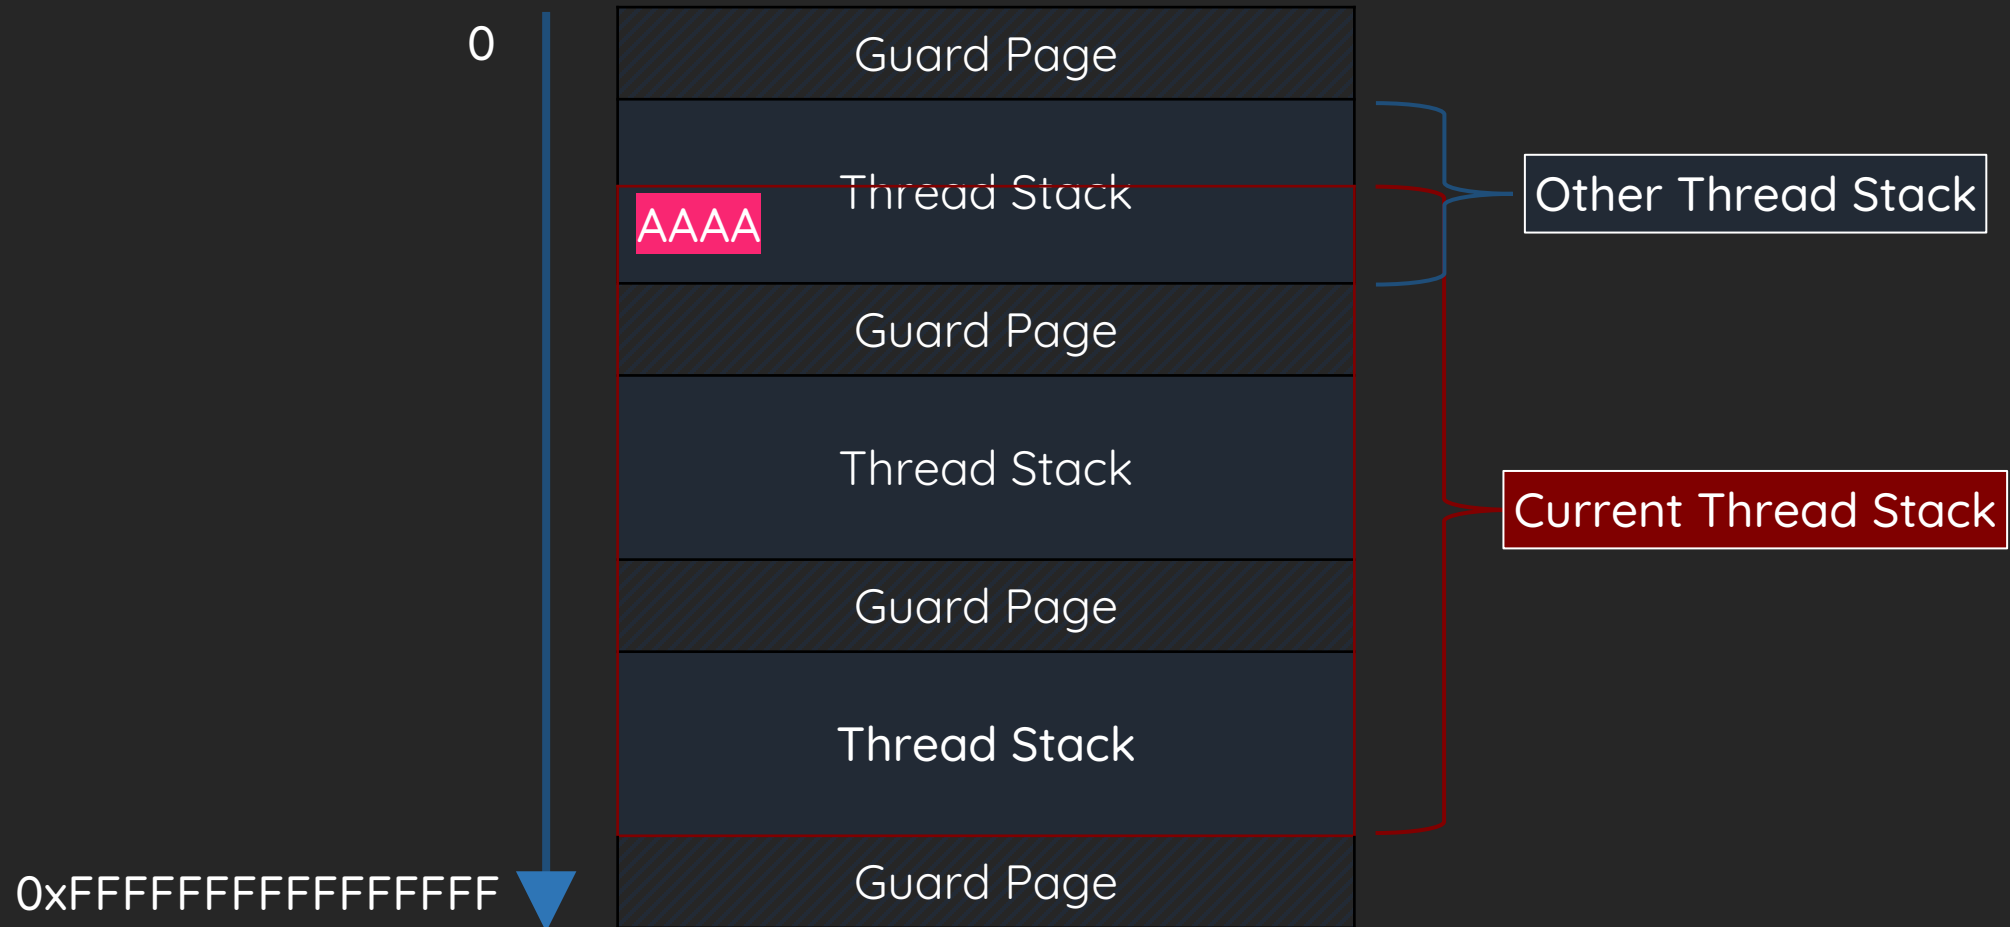 0
Guard Page
Thread Stack
Other Thread Stack
AAAA
Guard Page
Thread Stack
Current Thread Stack
Guard Page
Thread Stack
Guard Page
0xFFFFFFFFFFFFFFFF